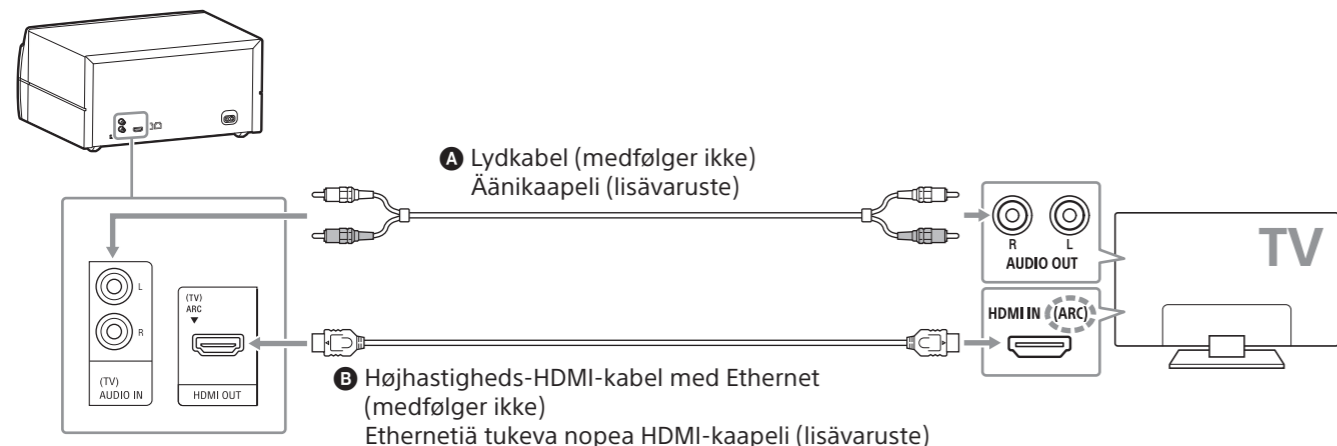 A Lydkabel (medfølger ikke)
Äänikaapeli (lisävaruste)
L
R
(TV)
AUDIO IN
(TV)
ARC
HDMI OUT
R
L
AUDIO OUT
HDMI IN (ARC)
TV
B Højhastigheds-HDMI-kabel med Ethernet
(medfølger ikke)
Ethernetiä tukeva nopea HDMI-kaapeli (lisävaruste)